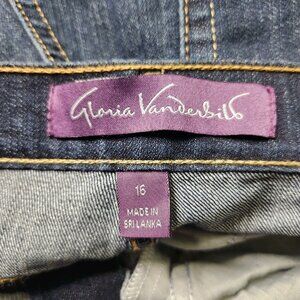 Gloria Vanderbilt
16
MADE IN
SRI LANKA